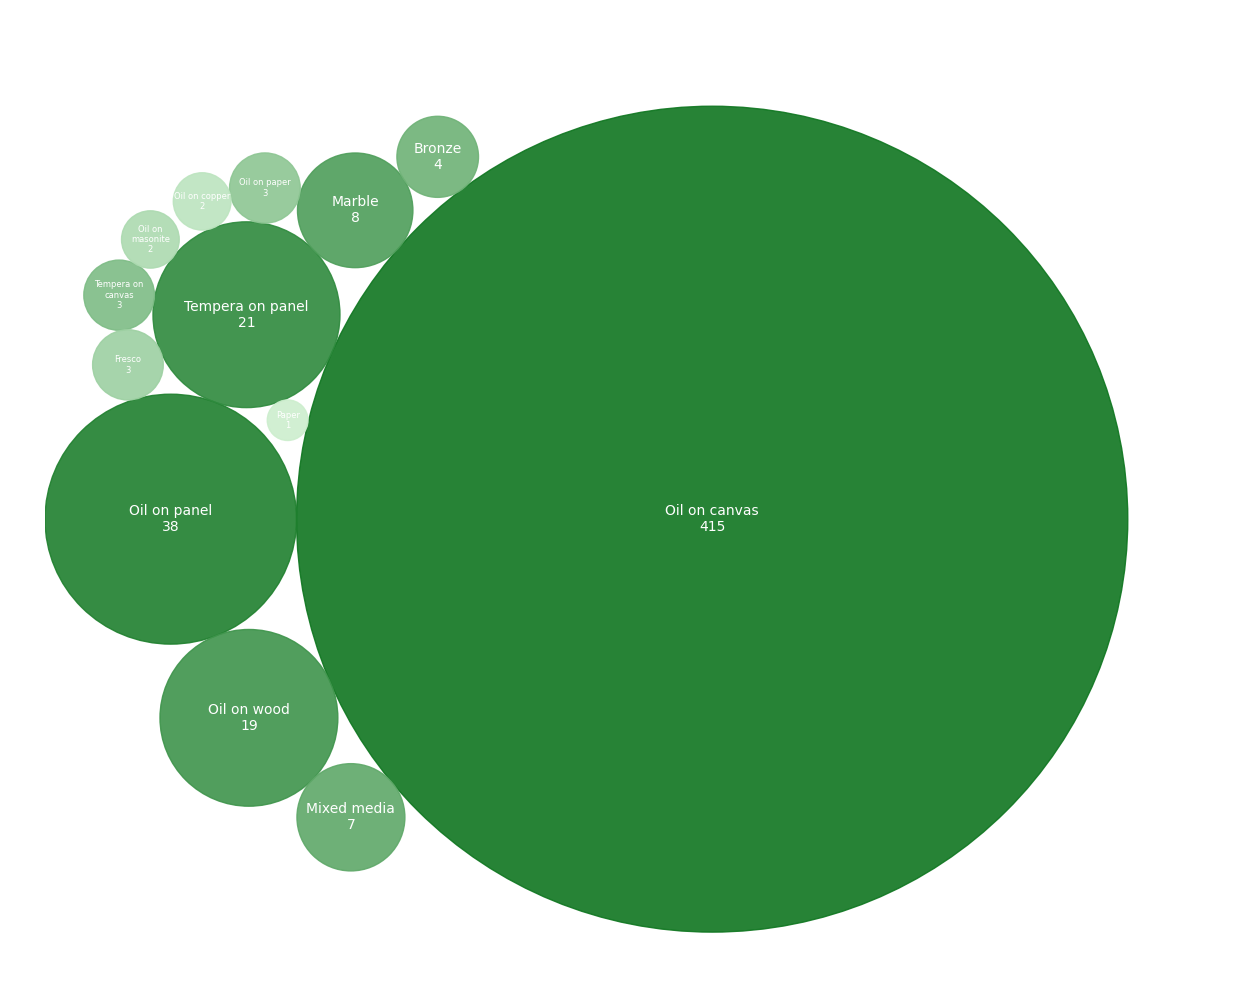 Bronze
4
Oil on paper
3
Oil on copper
2
Marble
8
Oil on
masonite
2
Tempera on
canvas
3
Tempera on panel
21
Fresco
3
Paper
1
Oil on panel
38
Oil on canvas
415
Oil on wood
19
Mixed media
7